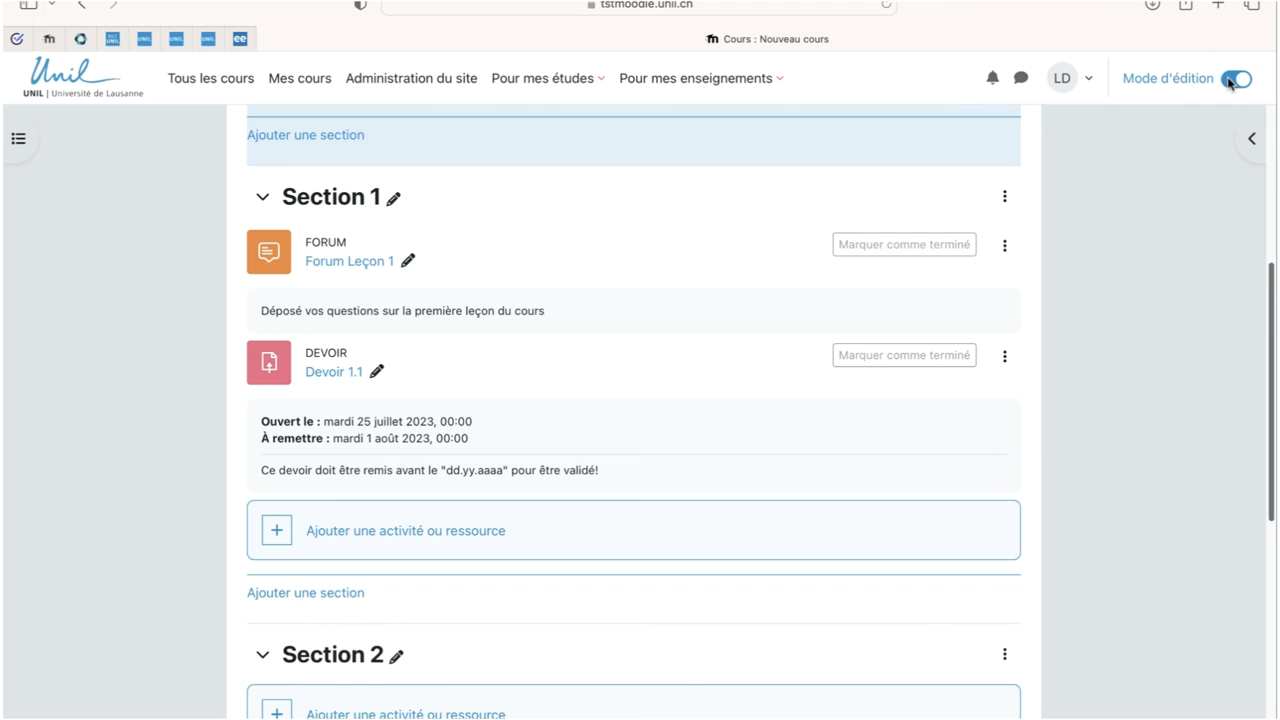 tstmoodle.unil.ch
Cours : Nouveau cours
Unil
UNIL | Université de Lausanne
Tous les cours
Mes cours
Administration du site
Pour mes études
Pour mes enseignements
LD
Mode d'édition
Ajouter une section
Section 1
FORUM
Forum Leçon 1
Marquer comme terminé
Déposé vos questions sur la première leçon du cours
DEVOIR
Devoir 1.1
Marquer comme terminé
Ouvert le : mardi 25 juillet 2023, 00:00
À remettre : mardi 1 août 2023, 00:00
Ce devoir doit être remis avant le "dd.yy.aaaa" pour être validé!
Ajouter une activité ou ressource
Ajouter une section
Section 2
Ajouter une activité ou ressource